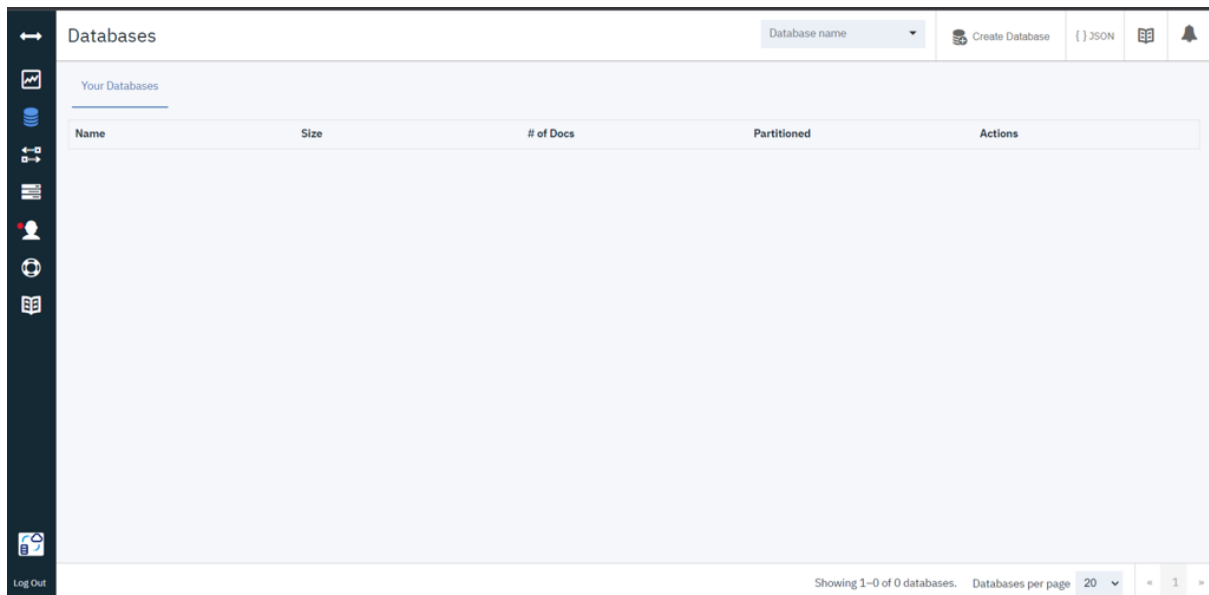 Databases
Database name
Create Database
{ } JSON
Your Databases
Name Size # of Docs Partitioned Actions
Log Out
Showing 1–0 of 0 databases. Databases per page 20 « 1 »